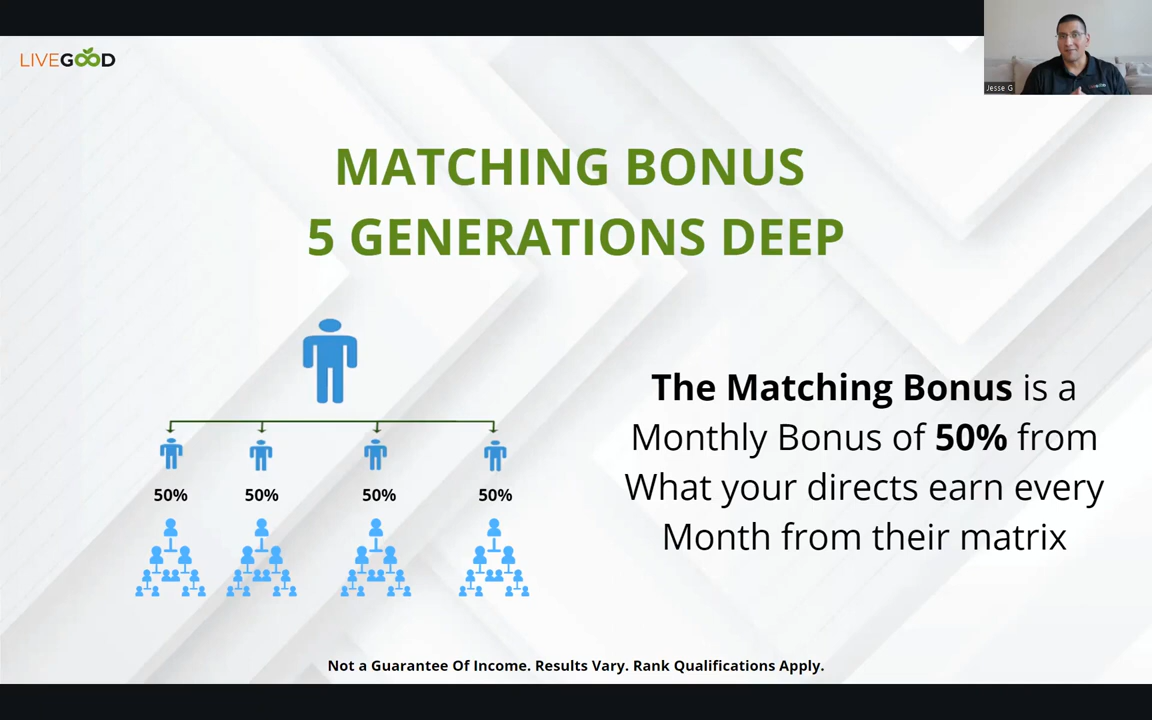 LIVEGOOD
Jesse G
MATCHING BONUS
5 GENERATIONS DEEP
50% 50% 50% 50%
The Matching Bonus is a
Monthly Bonus of 50% from
What your directs earn every
Month from their matrix
Not a Guarantee Of Income. Results Vary. Rank Qualifications Apply.